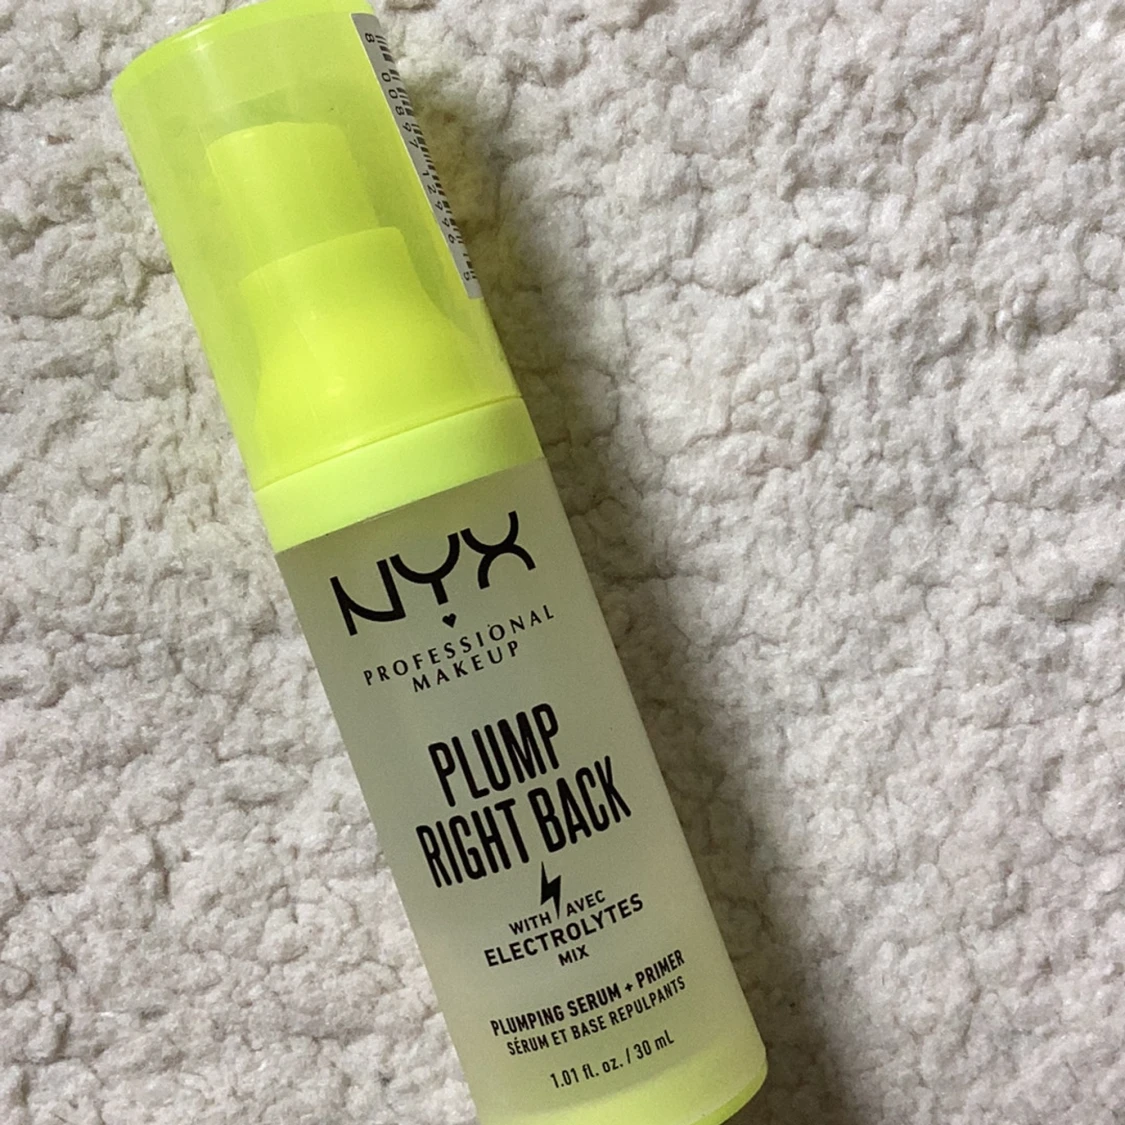 NYX
PROFESSIONAL
MAKEUP
PLUMP
RIGHT BACK
WITH AVEC
ELECTROLYTES
MIX
PLUMPING SERUM + PRIMER
SÉRUM ET BASE REPULPANTS
1.01 fl. oz. / 30 mL